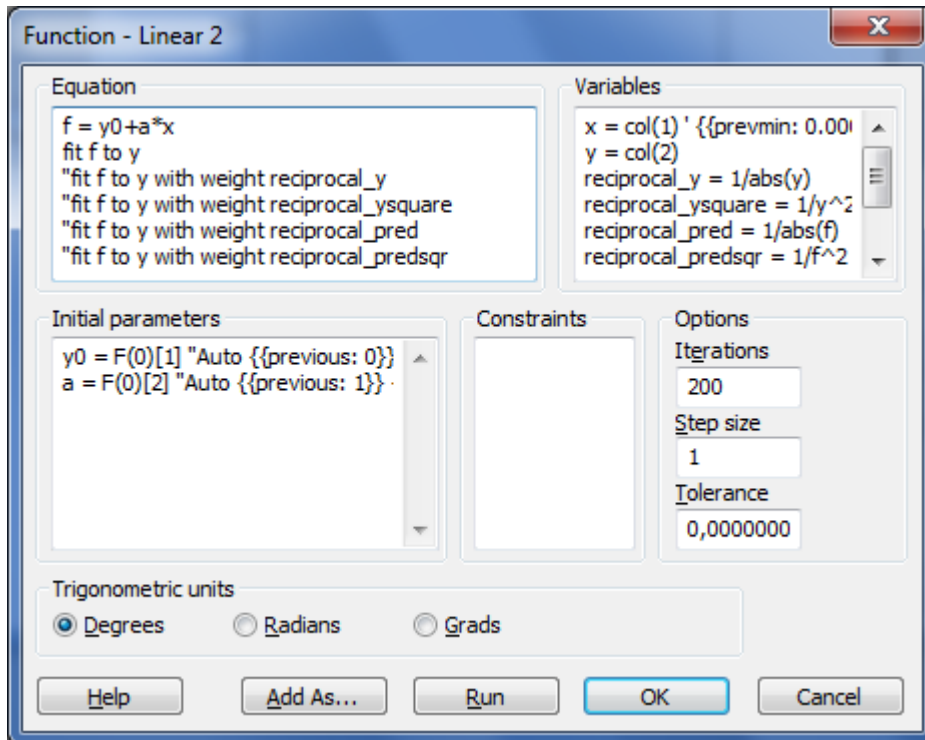 Function - Linear 2
Equation
f = y0+a*x
fit f to y
"fit f to y with weight reciprocal_y
"fit f to y with weight reciprocal_ysquare
"fit f to y with weight reciprocal_pred
"fit f to y with weight reciprocal_predsqr
Variables
x = col(1) ' {{prevmin: 0.00
y = col(2)
reciprocal_y = 1/abs(y)
reciprocal_ysquare = 1/y^2
reciprocal_pred = 1/abs(f)
reciprocal_predsqr = 1/f^2
Initial parameters
y0 = F(0)[1] "Auto {{previous: 0}}
a = F(0)[2] "Auto {{previous: 1}}
Constraints
Options
Iterations
200
Step size
1
Tolerance
0,0000000
Trigonometric units
Degrees
Radians
Grads
Help
Add As...
Run
OK
Cancel